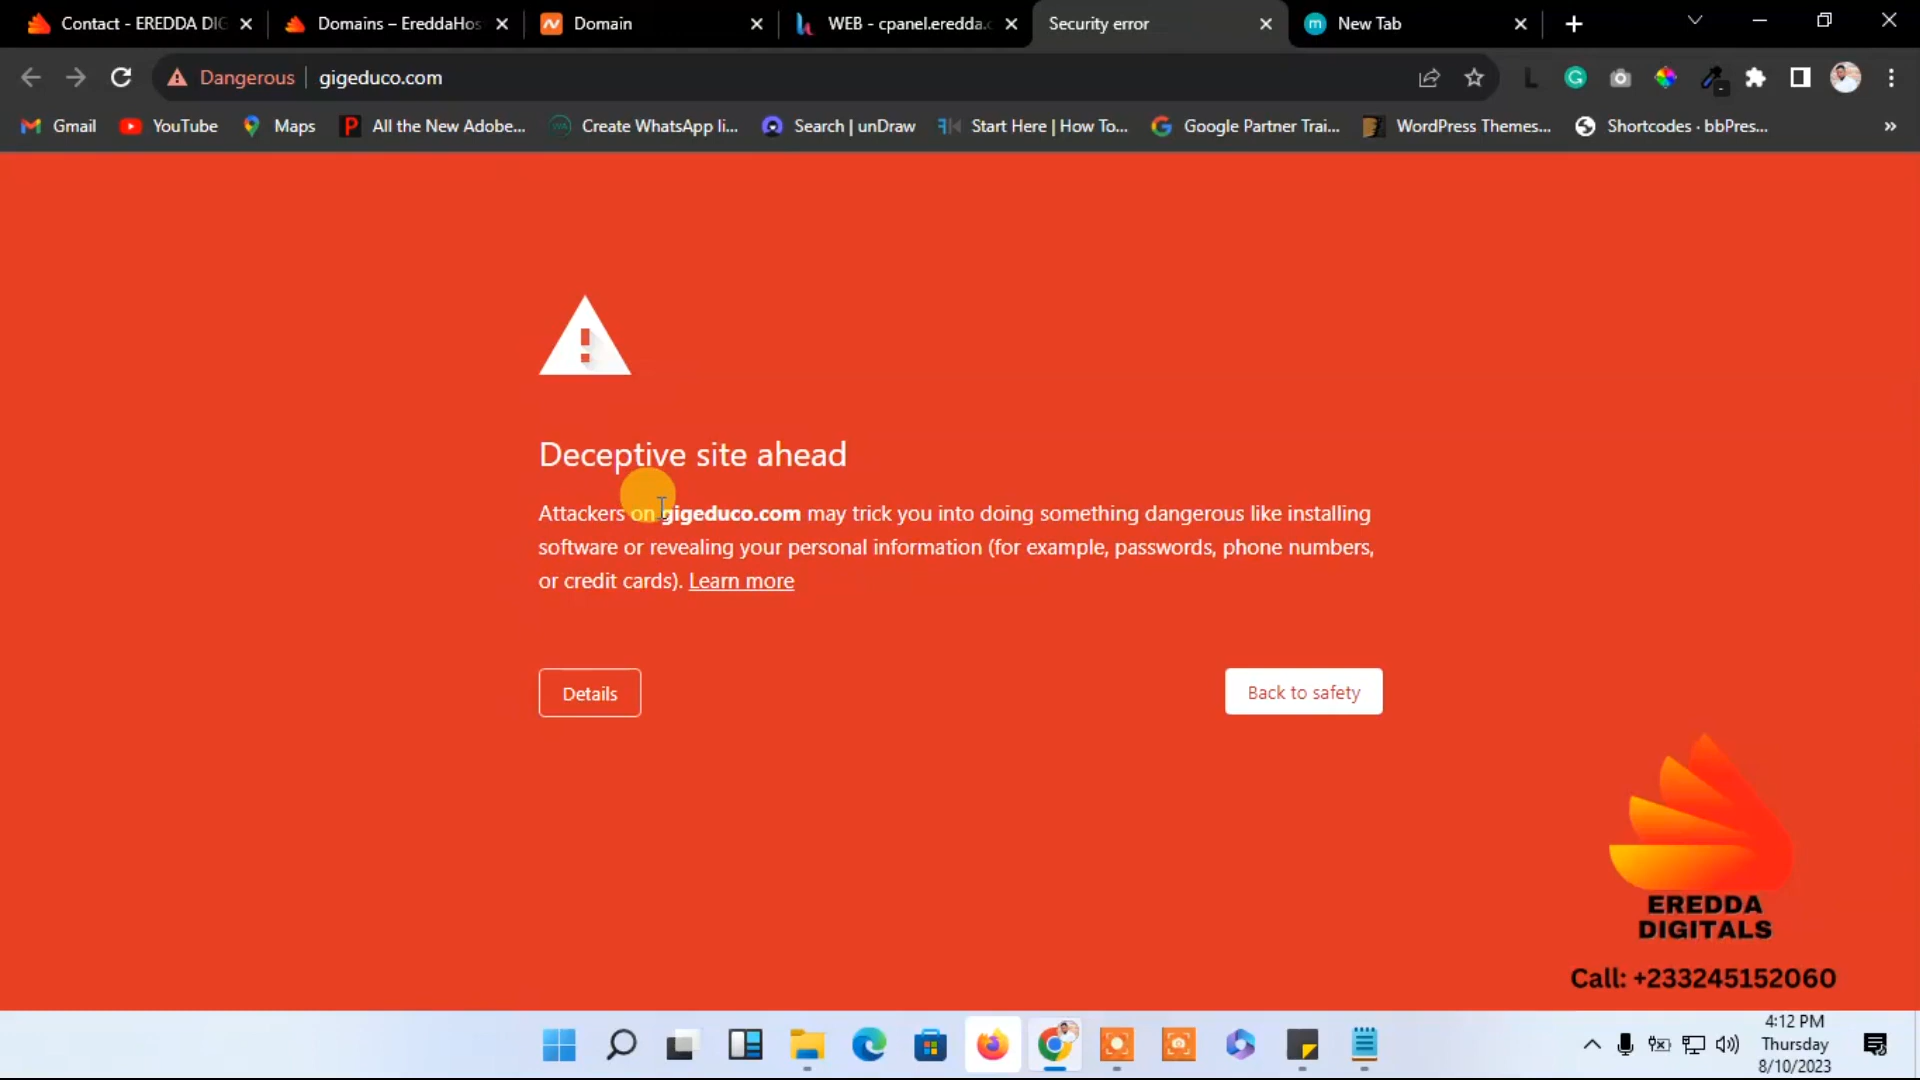 Contact - EREDDA DIG
Domains – EreddaHos
Domain
WEB - cpanel.eredda.c
Security error
New Tab
Dangerous
gigeduco.com
Gmail
YouTube
Maps
All the New Adobe...
Create WhatsApp li...
Search | unDraw
Start Here | How To...
Google Partner Trai...
WordPress Themes...
Shortcodes · bbPres...
»
Deceptive site ahead
Attackers on gigeduco.com may trick you into doing something dangerous like installing
software or revealing your personal information (for example, passwords, phone numbers,
or credit cards). Learn more
Details
Back to safety
EREDDA
DIGITALS
Call: +233245152060
4:12 PM
Thursday
8/10/2023